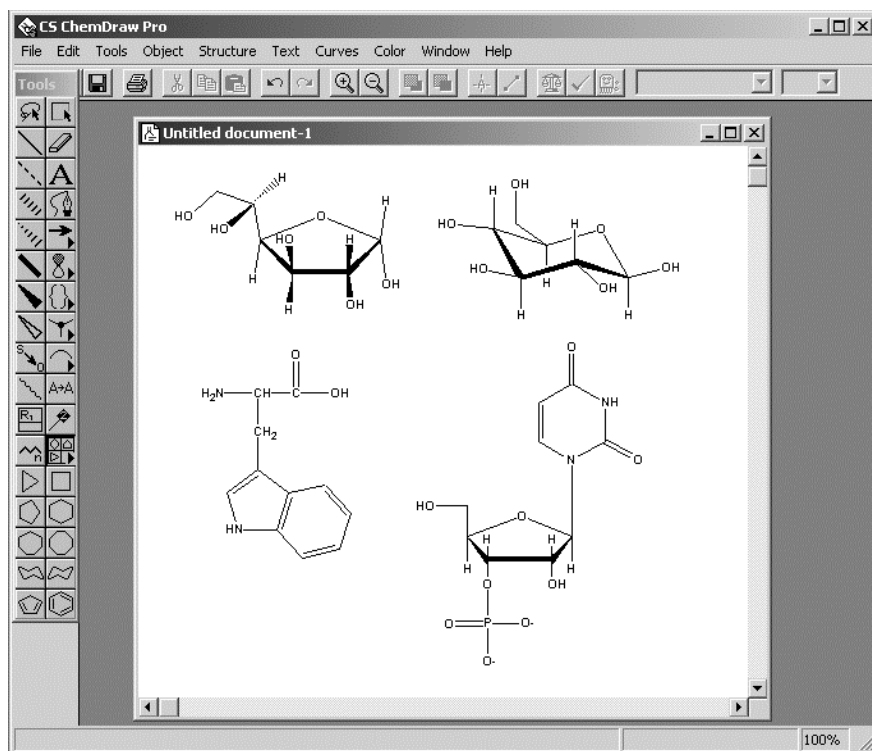 CS ChemDraw Pro
File Edit Tools Object Structure Text Curves Color Window Help
Tools
A
S O
A→A
R1
n
Untitled document-1
H
HO
HO
O
HO
H
H
H
OH
H
OH
OH
H
HO
O
H
HO
H
OH
OH
H
H
O
H2N CH C OH
CH2
HN
O
NH
N
O
HO
O
H H
H H
O OH
O P O-
O-
100%